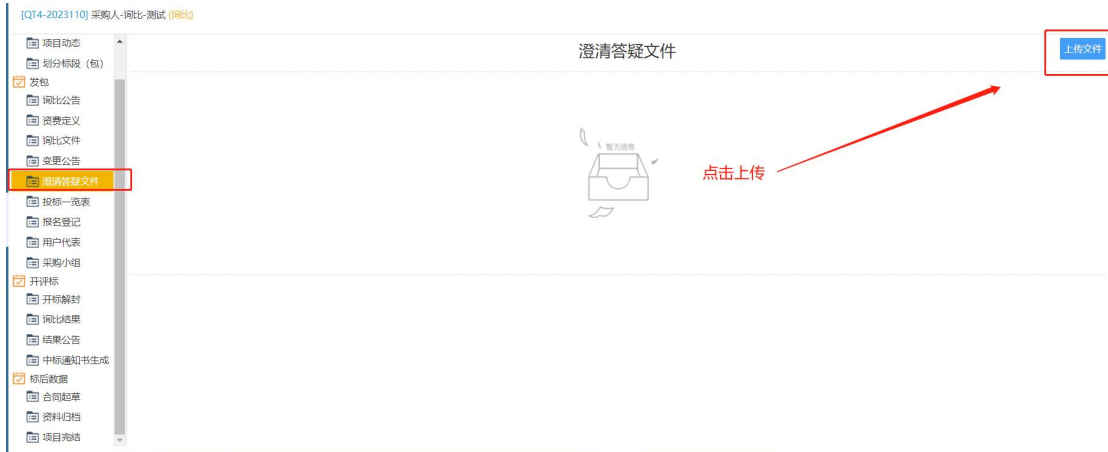 [QT4-2023110] 采购人-询比-测试 (询比)
项目动态
划分标段（包）
发包
询比公告
资费定义
询比文件
变更公告
澄清答疑文件
投标一览表
报名登记
用户代表
采购小组
开评标
开标解封
询比结果
结果公告
中标通知书生成
标后数据
合同起草
资料归档
项目完结
澄清答疑文件
上传文件
暂无信息
点击上传